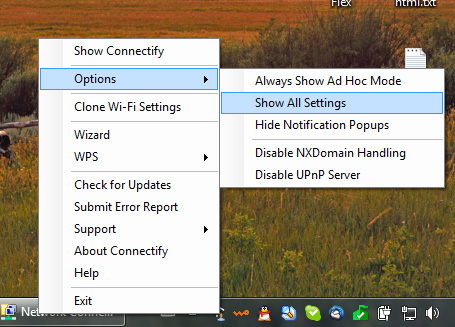 Flex
html.txt
Show Connectify
Options
Clone Wi-Fi Settings
Wizard
WPS
Check for Updates
Submit Error Report
Support
About Connectify
Help
Exit
Always Show Ad Hoc Mode
Show All Settings
Hide Notification Popups
Disable NXDomain Handling
Disable UPnP Server
Network Conne...